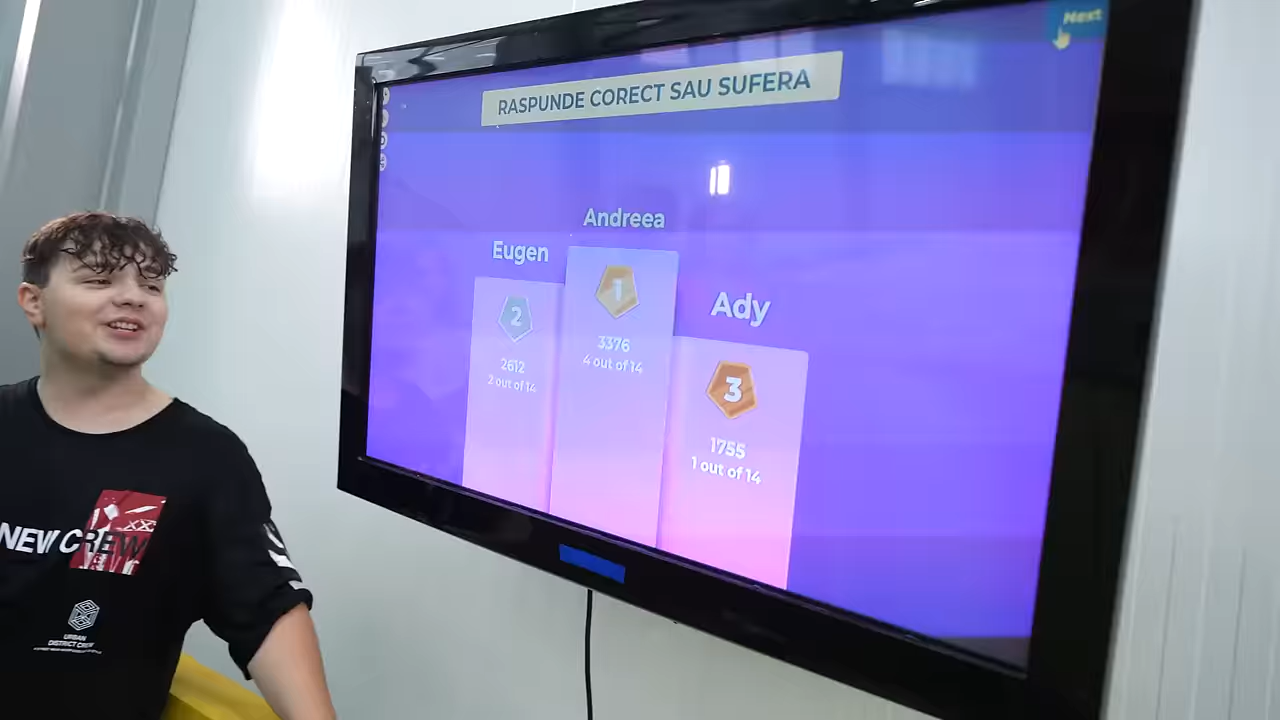 Next
RASPUNDE CORECT SAU SUFERA
Andreea
Eugen
Ady
1
2
3
3376
4 out of 14
2612
2 out of 14
1755
1 out of 14
NEW CREW
URBAN
DISTRICT CREW